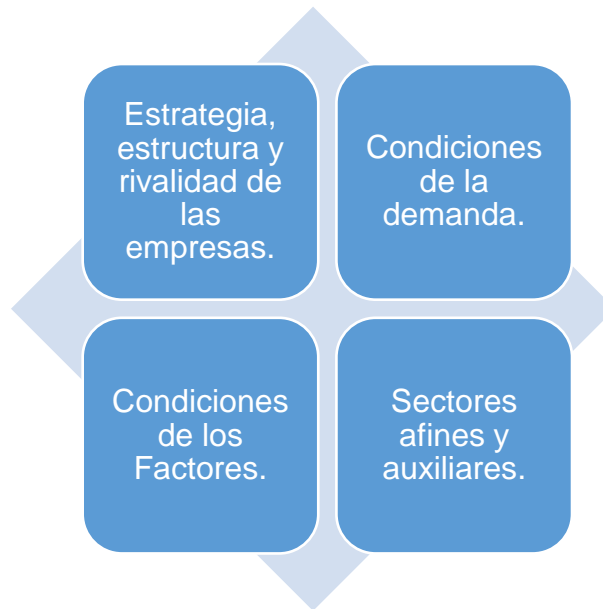 Estrategia,
estructura y
rivalidad de
las
empresas.
Condiciones
de la
demanda.
Condiciones
de los
Factores.
Sectores
afines y
auxiliares.